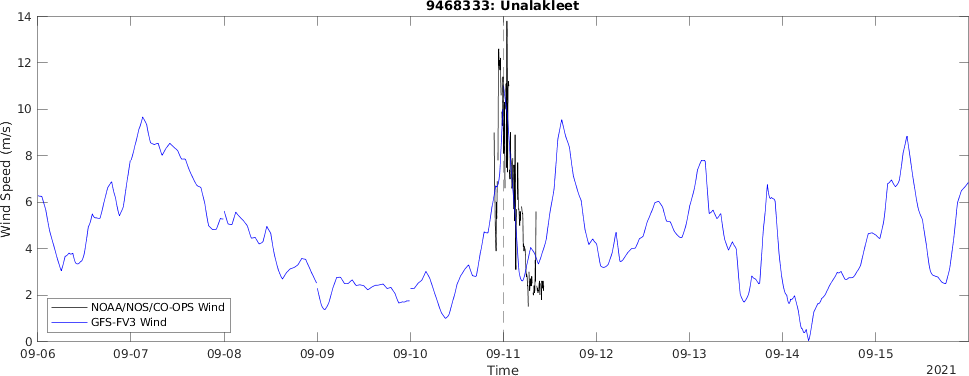 9468333: Unalakleet
Wind Speed (m/s)
14
12
10
8
6
4
2
0
NOAA/NOS/CO-OPS Wind
GFS-FV3 Wind
09-06 09-07 09-08 09-09 09-10 09-11 09-12 09-13 09-14 09-15
Time
2021